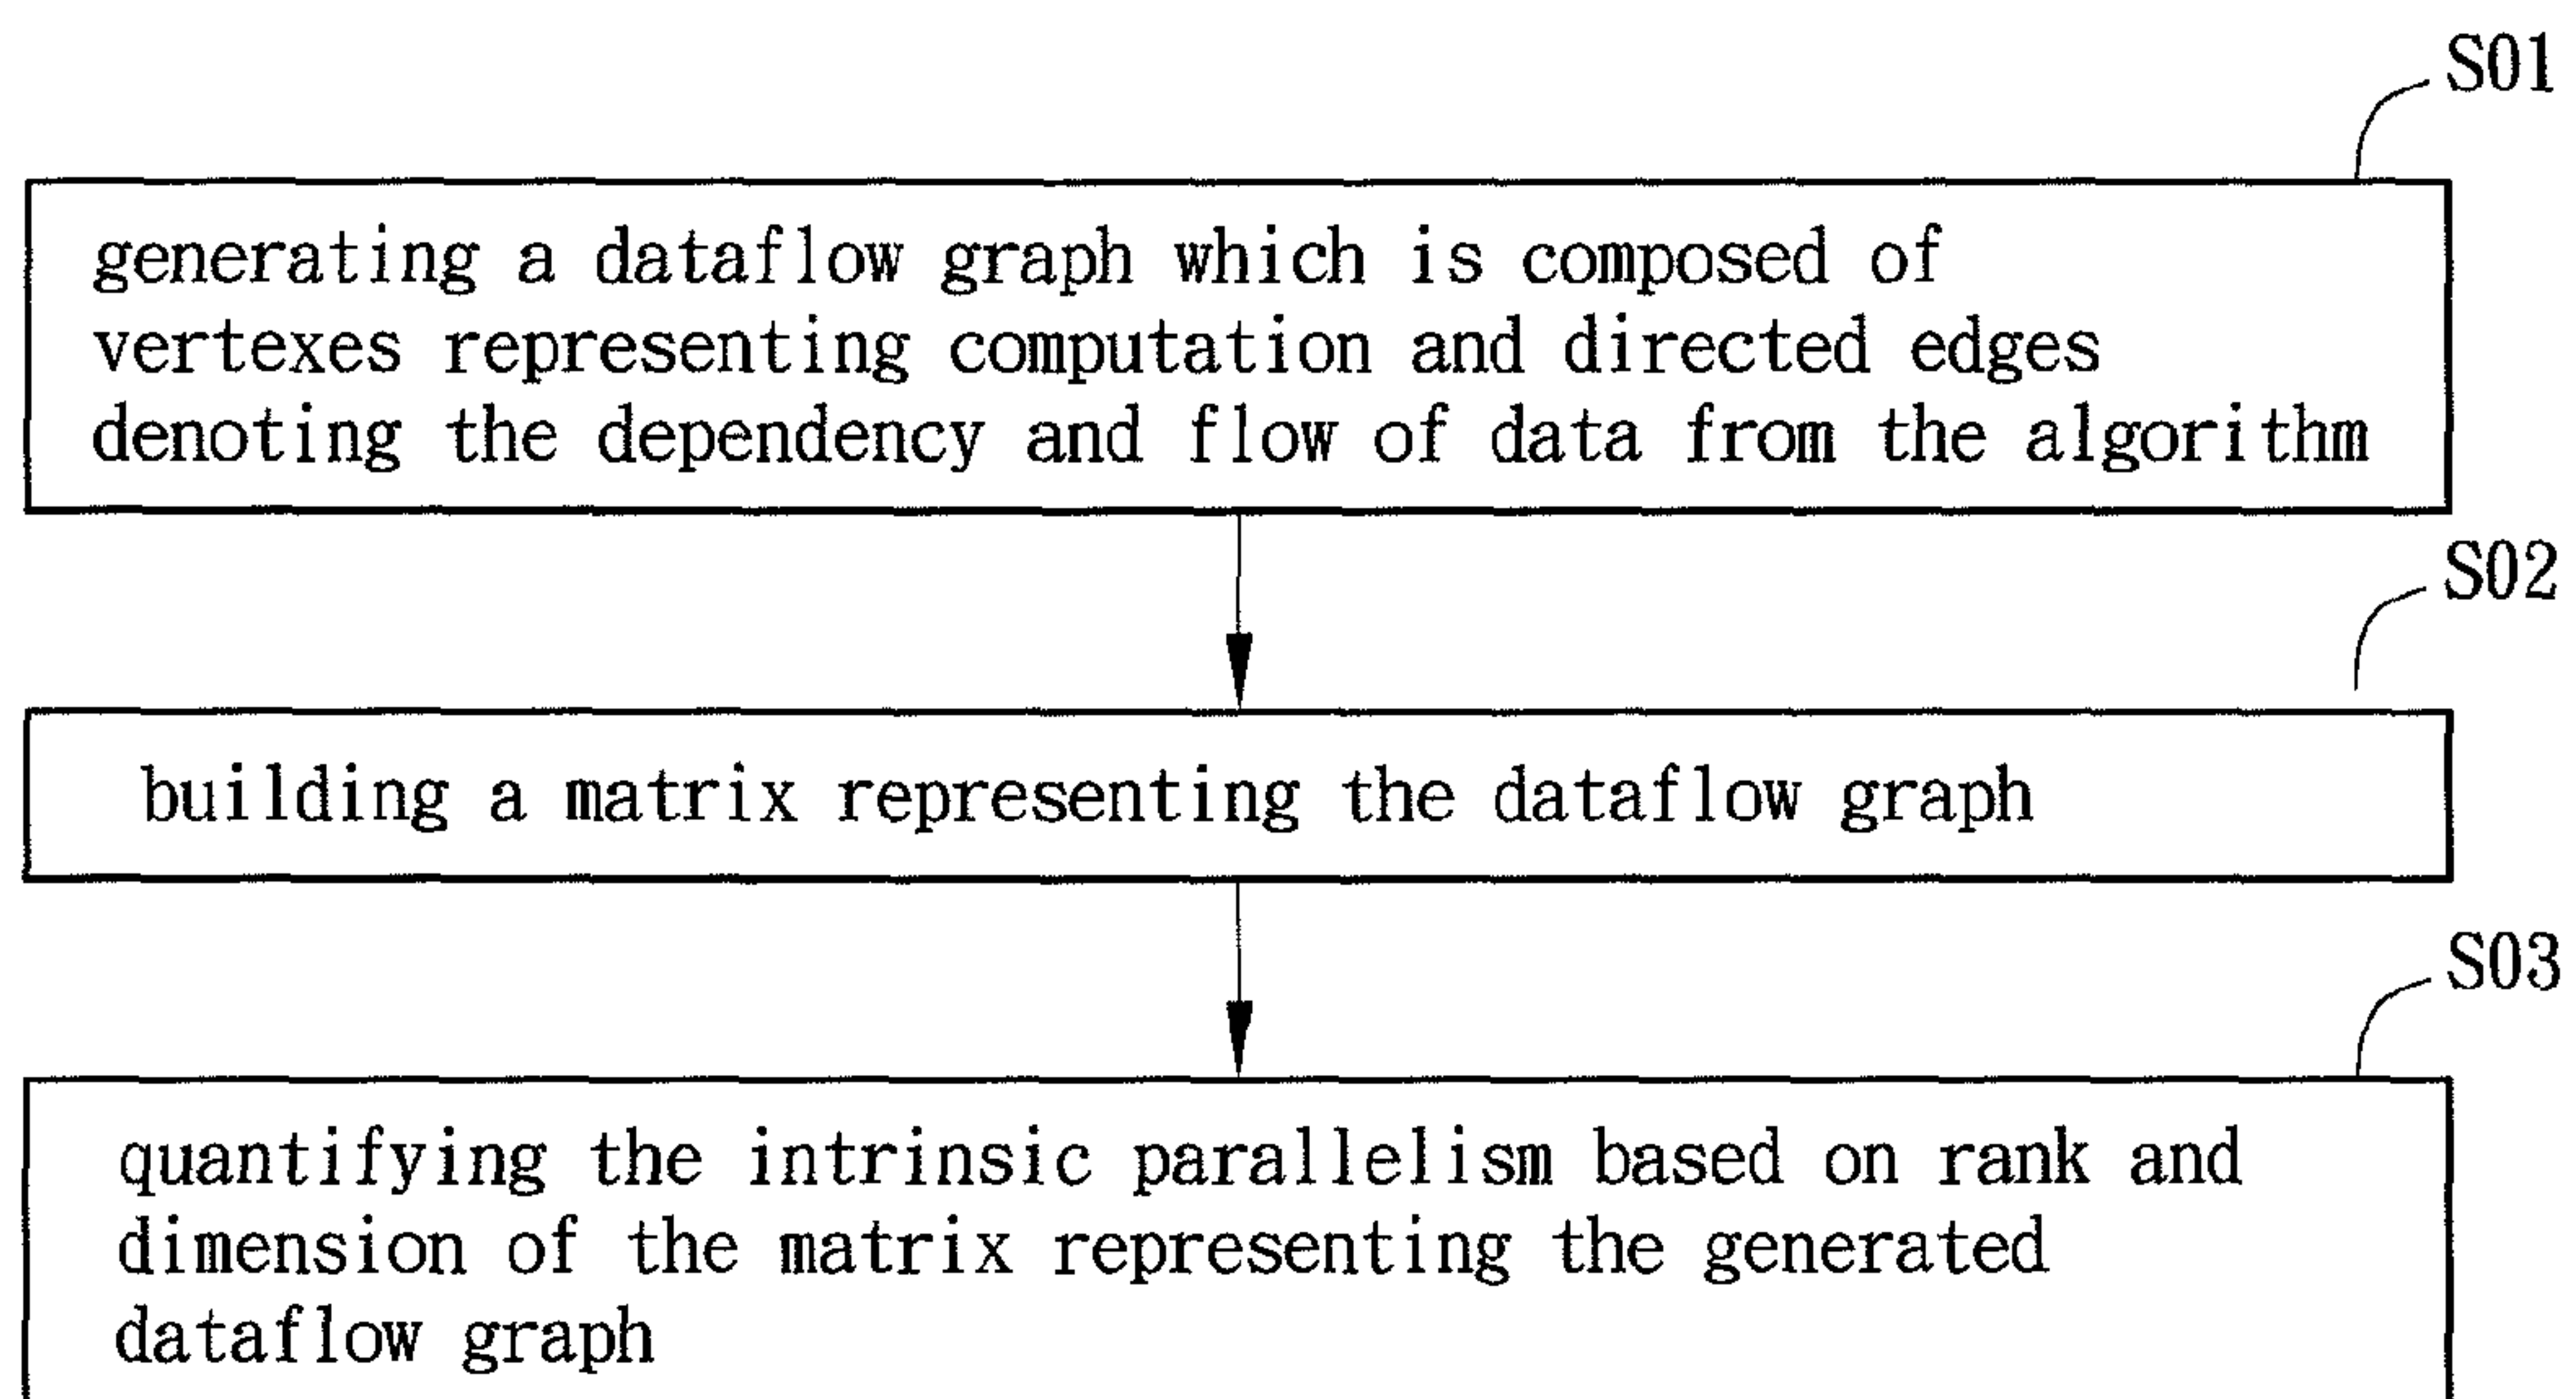 S01
generating a dataflow graph which is composed of
vertexes representing computation and directed edges
denoting the dependency and flow of data from the algorithm
S02
building a matrix representing the dataflow graph
S03
quantifying the intrinsic parallelism based on rank and
dimension of the matrix representing the generated
dataflow graph